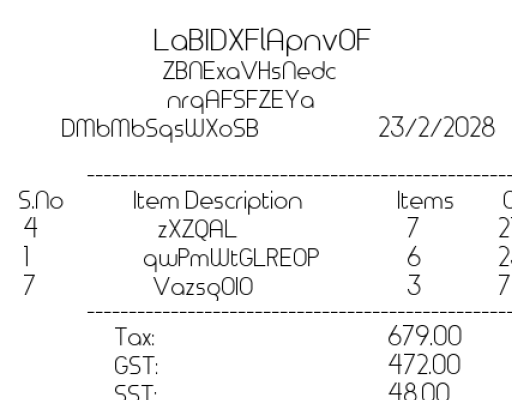 LaBIDXFlApnvOF
ZBNExaVHsNedc
nrqAFSFZEYa
DMbMbSqsWXoSB 23/2/2028
S.No Item Description Items
4 zXZQAL 7
1 qwPmWtGLREOP 6
7 VazsqOIO 3
Tax: 679.00
GST: 472.00
SST: 48.00